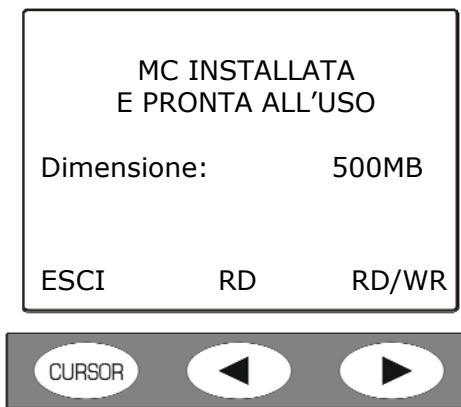 MC INSTALLATA
E PRONTA ALL’USO
Dimensione: 500MB
ESCI RD RD/WR
CURSOR